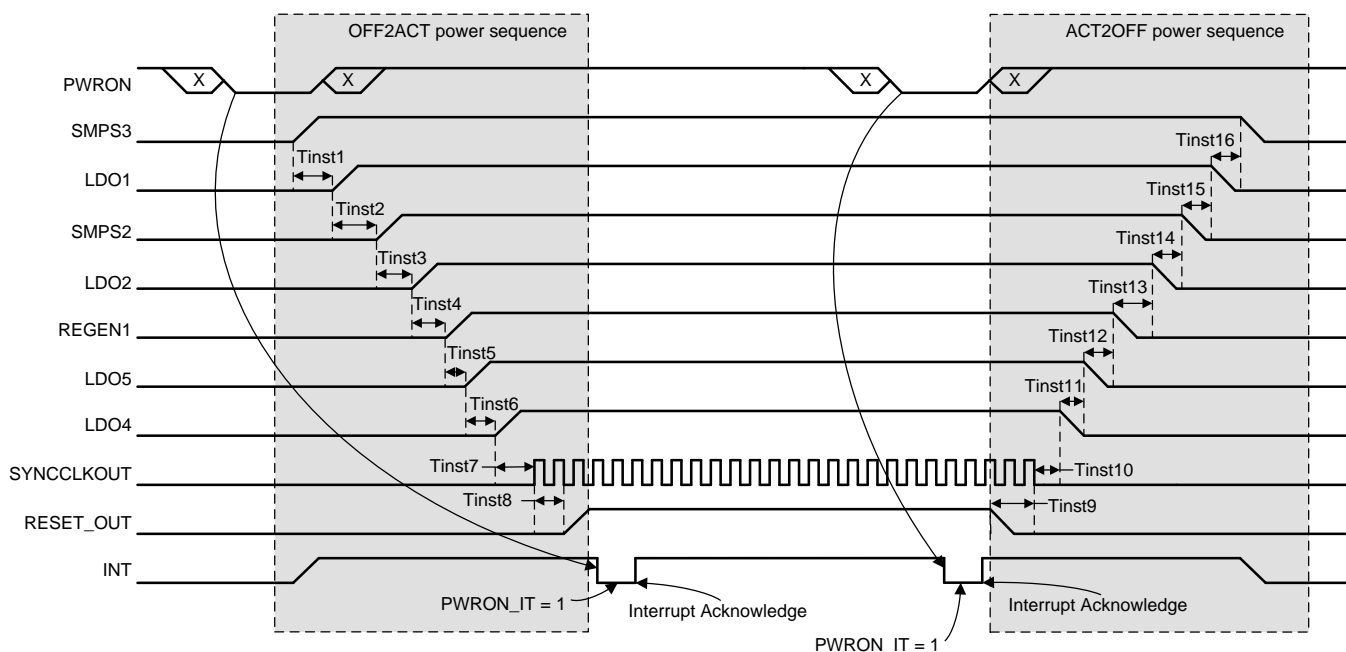 OFF2ACT power sequence
ACT2OFF power sequence
PWRON
X
X
X
X
SMPS3
Tinst1
Tinst16
LDO1
Tinst2
Tinst15
SMPS2
Tinst3
Tinst14
LDO2
Tinst4
Tinst13
REGEN1
Tinst5
Tinst12
LDO5
Tinst6
Tinst11
LDO4
Tinst7
Tinst10
SYNCCLKOUT
Tinst8
Tinst9
RESET_OUT
INT
PWRON_IT = 1
Interrupt Acknowledge
Interrupt Acknowledge
PWRON_IT = 1